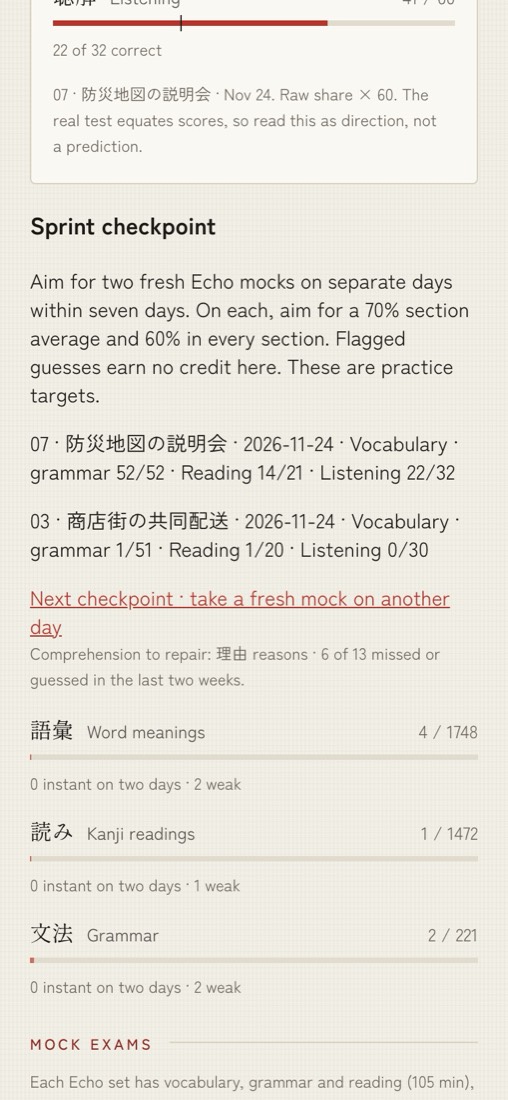 Listening
22 of 32 correct
07 · 防災地図の説明会 · Nov 24. Raw share × 60. The
real test equates scores, so read this as direction, not
a prediction.
Sprint checkpoint
Aim for two fresh Echo mocks on separate days
within seven days. On each, aim for a 70% section
average and 60% in every section. Flagged
guesses earn no credit here. These are practice
targets.
07 · 防災地図の説明会 · 2026-11-24 · Vocabulary ·
grammar 52/52 · Reading 14/21 · Listening 22/32
03 · 商店街の共同配送 · 2026-11-24 · Vocabulary ·
grammar 1/51 · Reading 1/20 · Listening 0/30
Next checkpoint · take a fresh mock on another
day
Comprehension to repair: 理由 reasons · 6 of 13 missed or
guessed in the last two weeks.
語彙 Word meanings 4 / 1748
0 instant on two days · 2 weak
読み Kanji readings 1 / 1472
0 instant on two days · 1 weak
文法 Grammar 2 / 221
0 instant on two days · 2 weak
MOCK EXAMS
Each Echo set has vocabulary, grammar and reading (105 min),